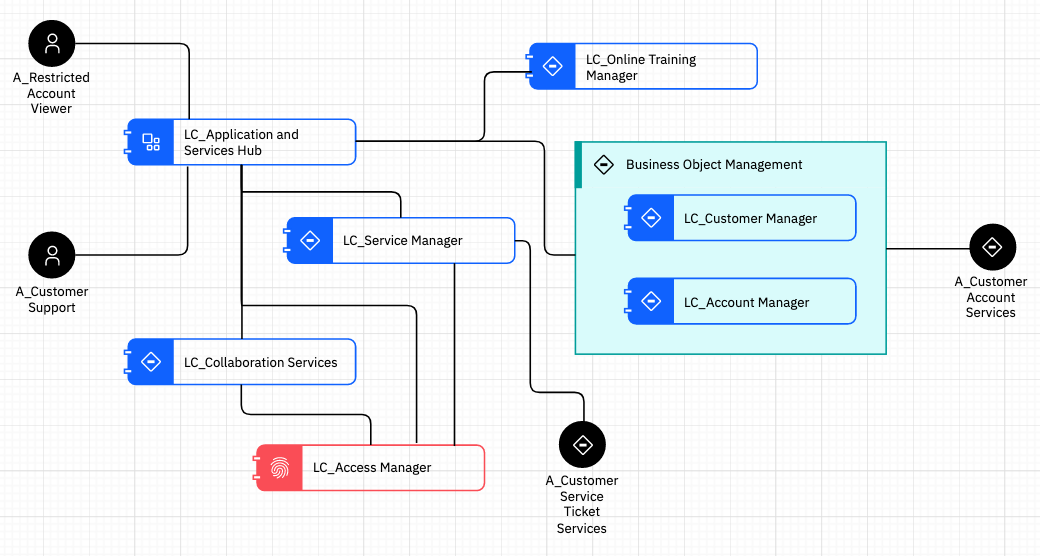 A_Restricted
Account
Viewer
LC_Online Training
Manager
LC_Application and
Services Hub
Business Object Management
LC_Customer Manager
LC_Service Manager
A_Customer
Support
A_Customer
Account
Services
LC_Account Manager
LC_Collaboration Services
LC_Access Manager
A_Customer
Service
Ticket
Services